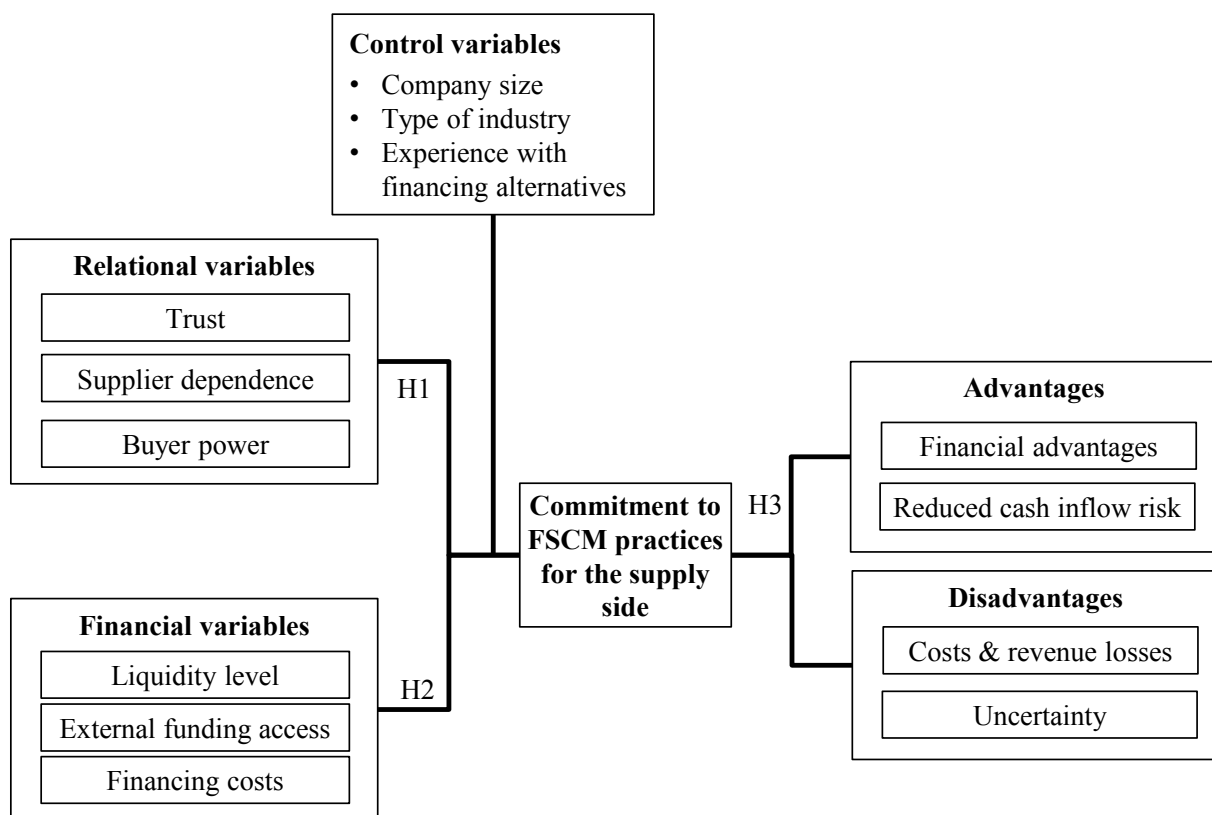 Control variables
• Company size
• Type of industry
• Experience with
financing alternatives
Relational variables
Trust
Supplier dependence
Buyer power
H1
Financial variables
Liquidity level
External funding access
Financing costs
H2
Commitment to
FSCM practices
for the supply
side
H3
Advantages
Financial advantages
Reduced cash inflow risk
Disadvantages
Costs & revenue losses
Uncertainty